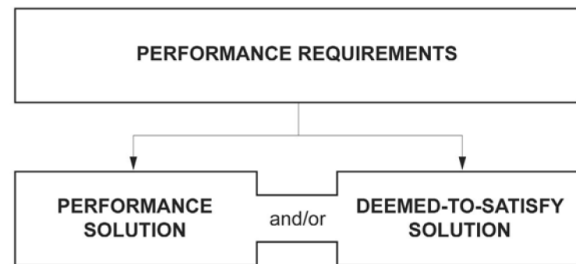 PERFORMANCE REQUIREMENTS
PERFORMANCE
SOLUTION
and/or
DEEMED-TO-SATISFY
SOLUTION